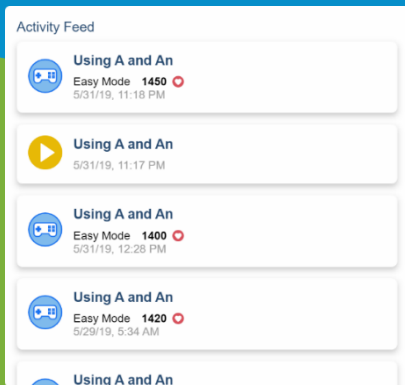 Activity Feed
Using A and An
Easy Mode 1450
5/31/19, 11:18 PM
Using A and An
5/31/19, 11:17 PM
Using A and An
Easy Mode 1400
5/31/19, 12:28 PM
Using A and An
Easy Mode 1420
5/29/19, 5:34 AM
Using A and An